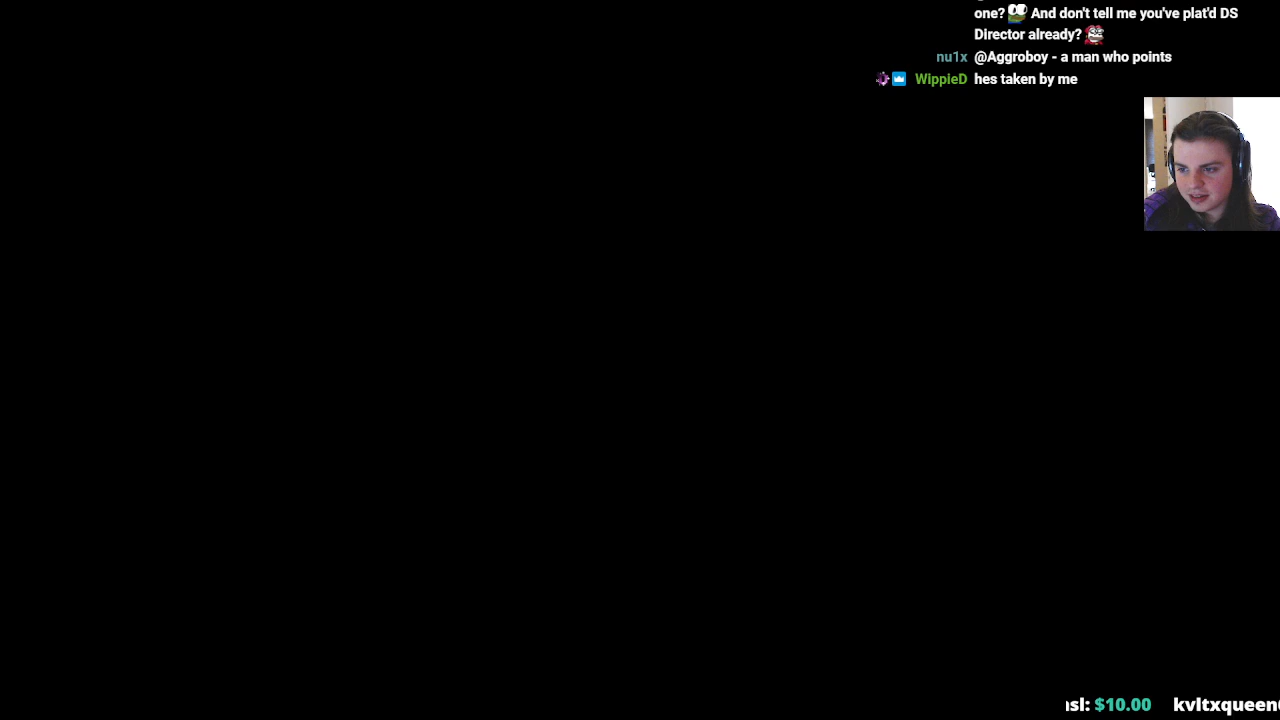 one? And don't tell me you've plat'd DS
Director already?
nu1x @Aggroboy - a man who points
WippieD hes taken by me
asl: $10.00 kvltxqueen